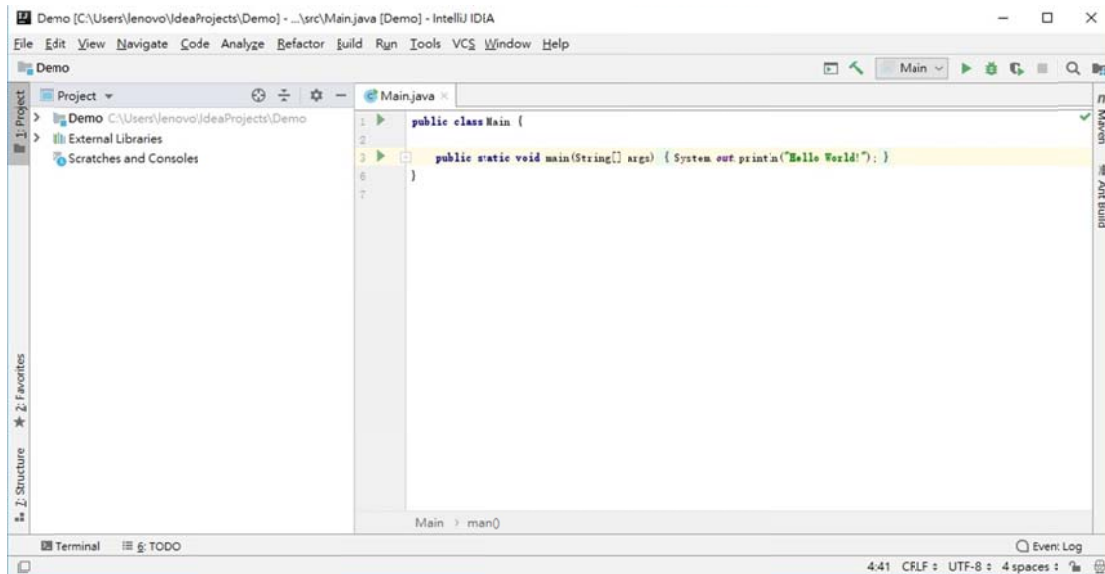 Demo [C:\Users\lenovo\IdeaProjects\Demo] - ...\src\Main.java [Demo] - IntelliJ IDEA
File Edit View Navigate Code Analyze Refactor Build Run Tools VCS Window Help
Demo
Main
1: Project
Project
Main.java
Demo C:\Users\lenovo\IdeaProjects\Demo
External Libraries
Scratches and Consoles
1 public class Main {
2
3 public static void main(String[] args) { System.out.println("Hello World!"); }
6 }
7
Maven
Ant Build
2: Favorites
7: Structure
Main > man()
Terminal 6: TODO Event Log
4:41 CRLF UTF-8 4 spaces